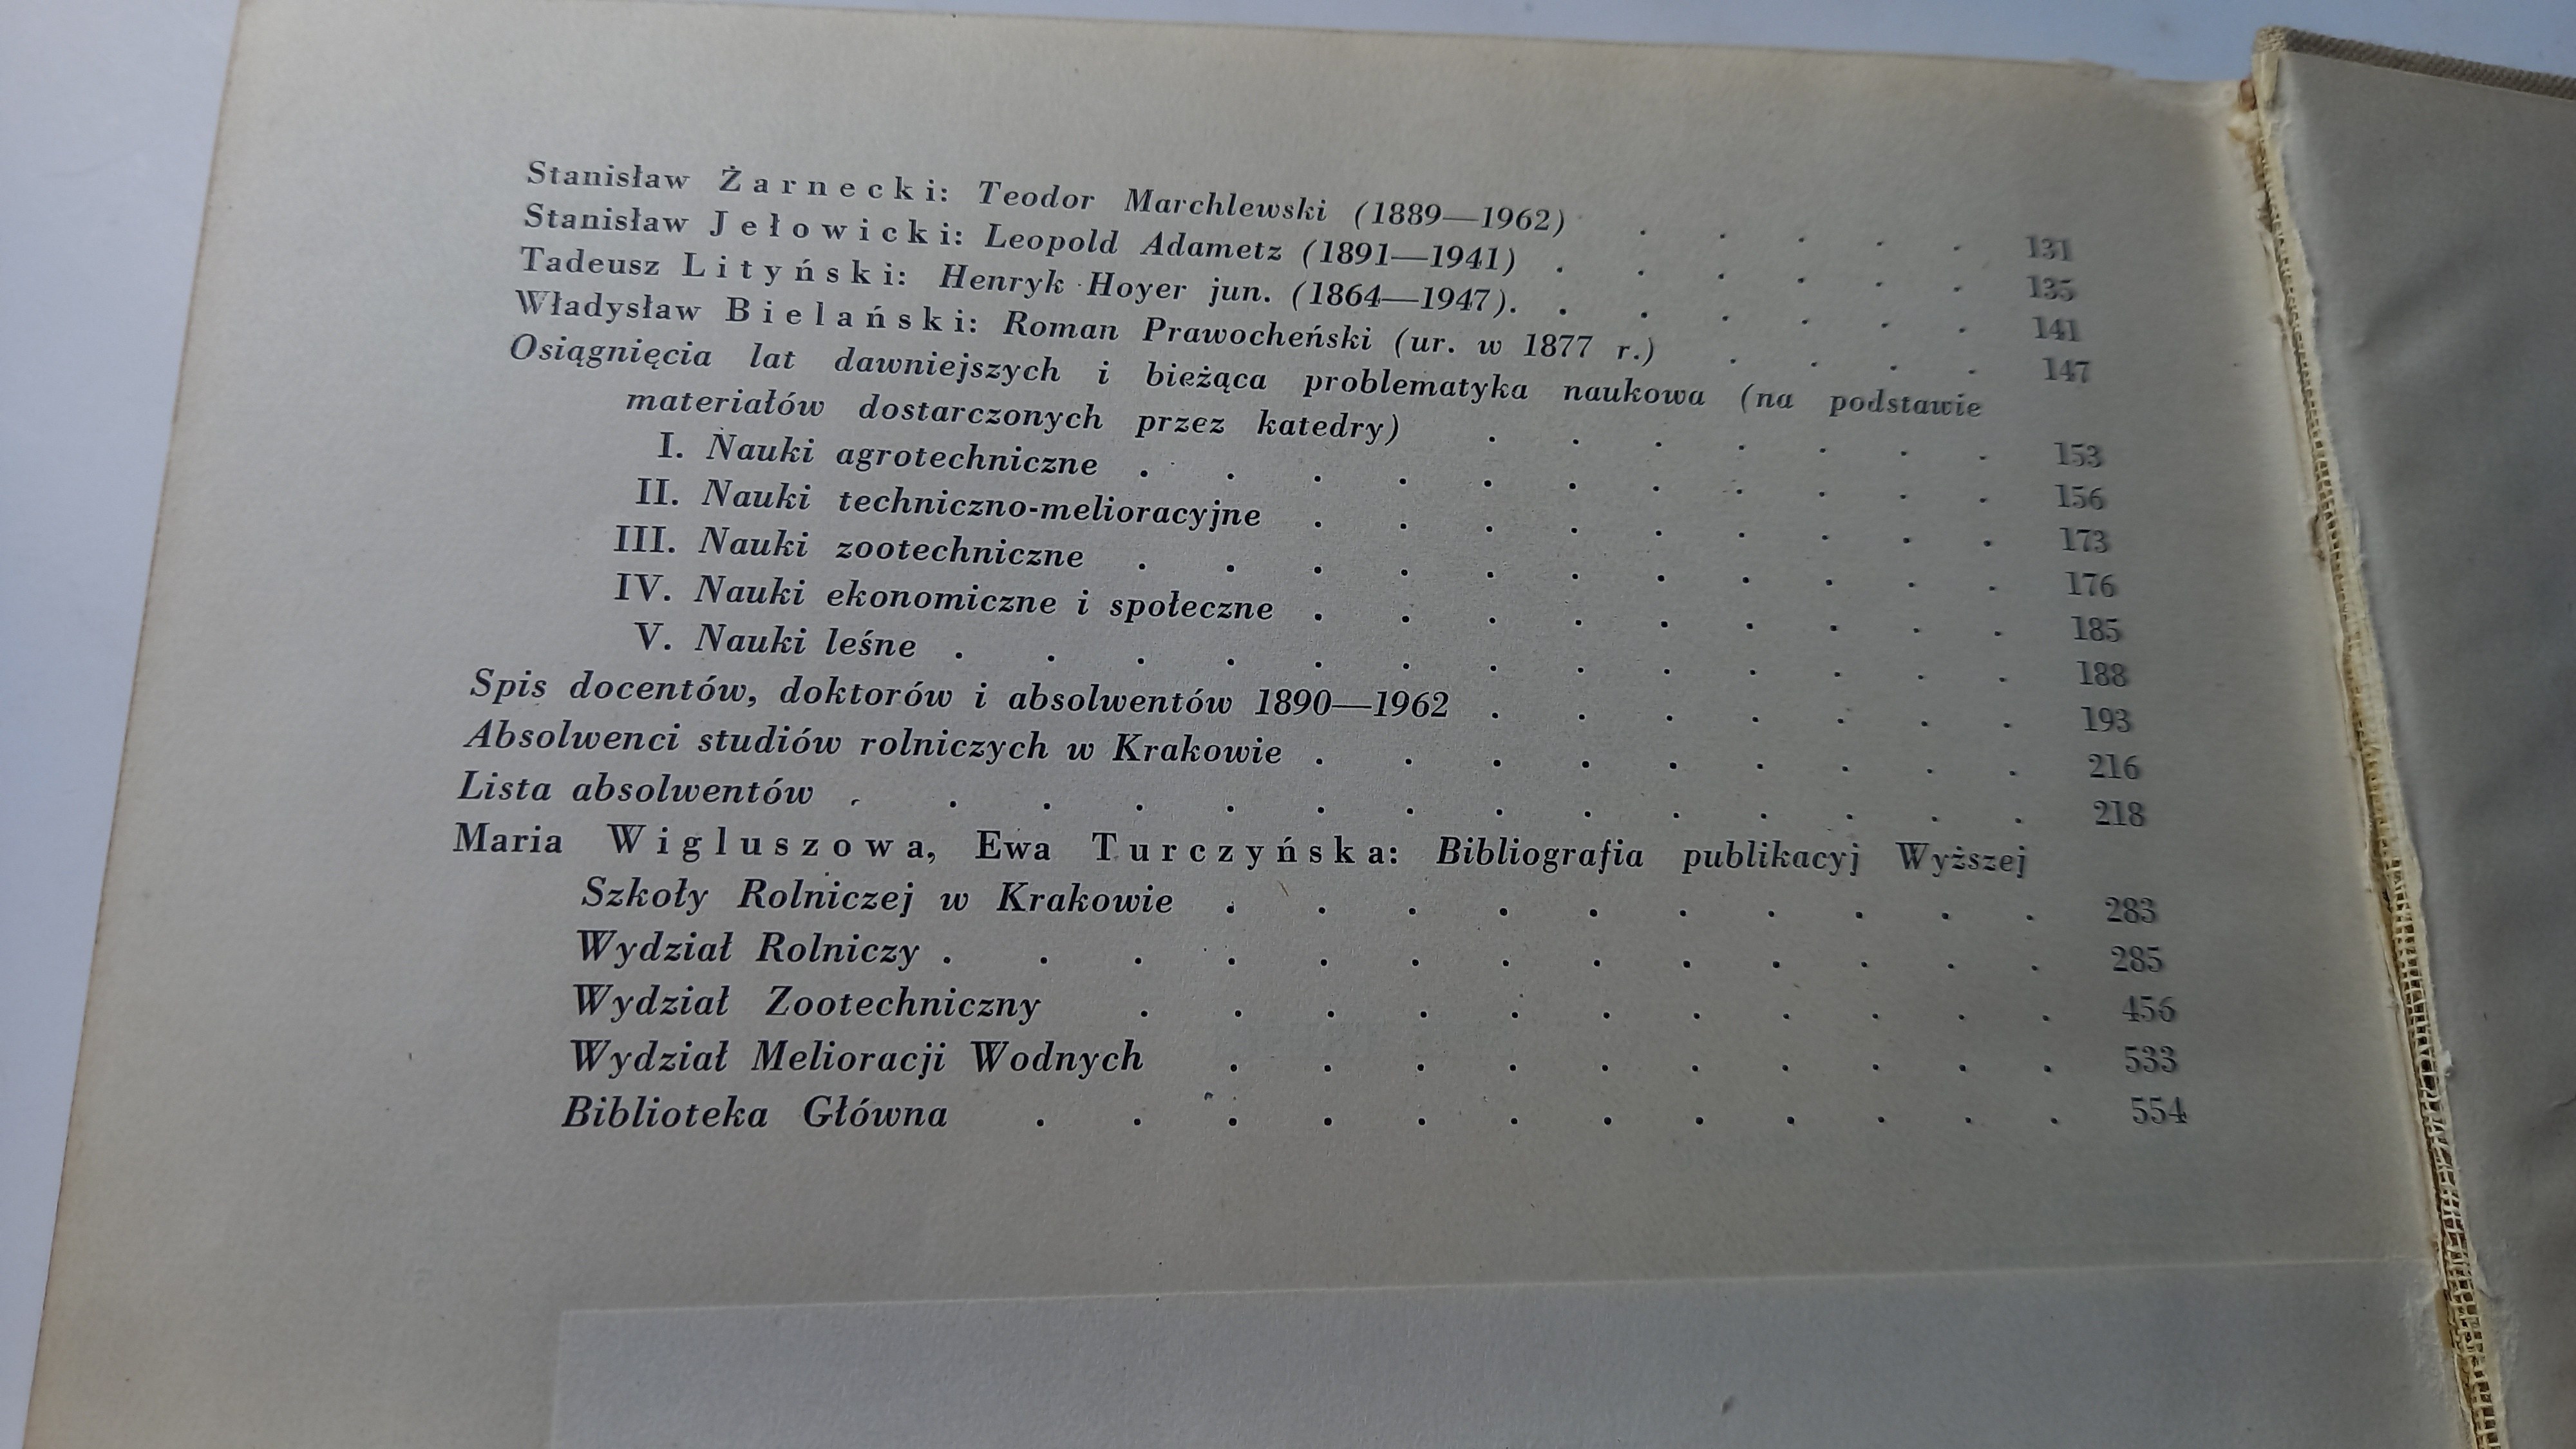 Stanisław Żarnecki: Teodor Marchlewski (1889—1962) . . . . . 131
Stanisław Jełowicki: Leopold Adametz (1891—1941) . . . . . . 135
Tadeusz Lityński: Henryk Hoyer jun. (1864—1947). . . . . . . 141
Władysław Bielański: Roman Prawocheński (ur. w 1877 r.) . . . . 147
Osiągnięcia lat dawniejszych i bieżąca problematyka naukowa (na podstawie
materiałów dostarczonych przez katedry) . . . . . . . 153
I. Nauki agrotechniczne . . . . . . . . . . . 156
II. Nauki techniczno-melioracyjne . . . . . . . . . 173
III. Nauki zootechniczne . . . . . . . . . . . 176
IV. Nauki ekonomiczne i społeczne . . . . . . . . . 185
V. Nauki leśne . . . . . . . . . . . . . 188
Spis docentów, doktorów i absolwentów 1890—1962 . . . . . . . 193
Absolwenci studiów rolniczych w Krakowie . . . . . . . . . 216
Lista absolwentów . . . . . . . . . . . . . . 218
Maria Wigluszowa, Ewa Turczyńska: Bibliografia publikacyj Wyższej
Szkoły Rolniczej w Krakowie . . . . . . . . . . 283
Wydział Rolniczy . . . . . . . . . . . . . 285
Wydział Zootechniczny . . . . . . . . . . . 456
Wydział Melioracji Wodnych . . . . . . . . . . 533
Biblioteka Główna . . . . . . . . . . . . 554